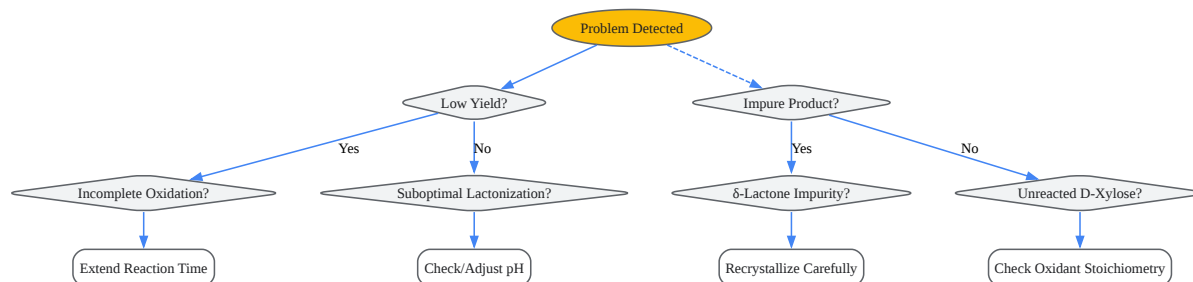 Problem Detected
Low Yield?
Impure Product?
Yes
No
Yes
No
Incomplete Oxidation?
Suboptimal Lactonization?
δ-Lactone Impurity?
Unreacted D-Xylose?
Extend Reaction Time
Check/Adjust pH
Recrystallize Carefully
Check Oxidant Stoichiometry